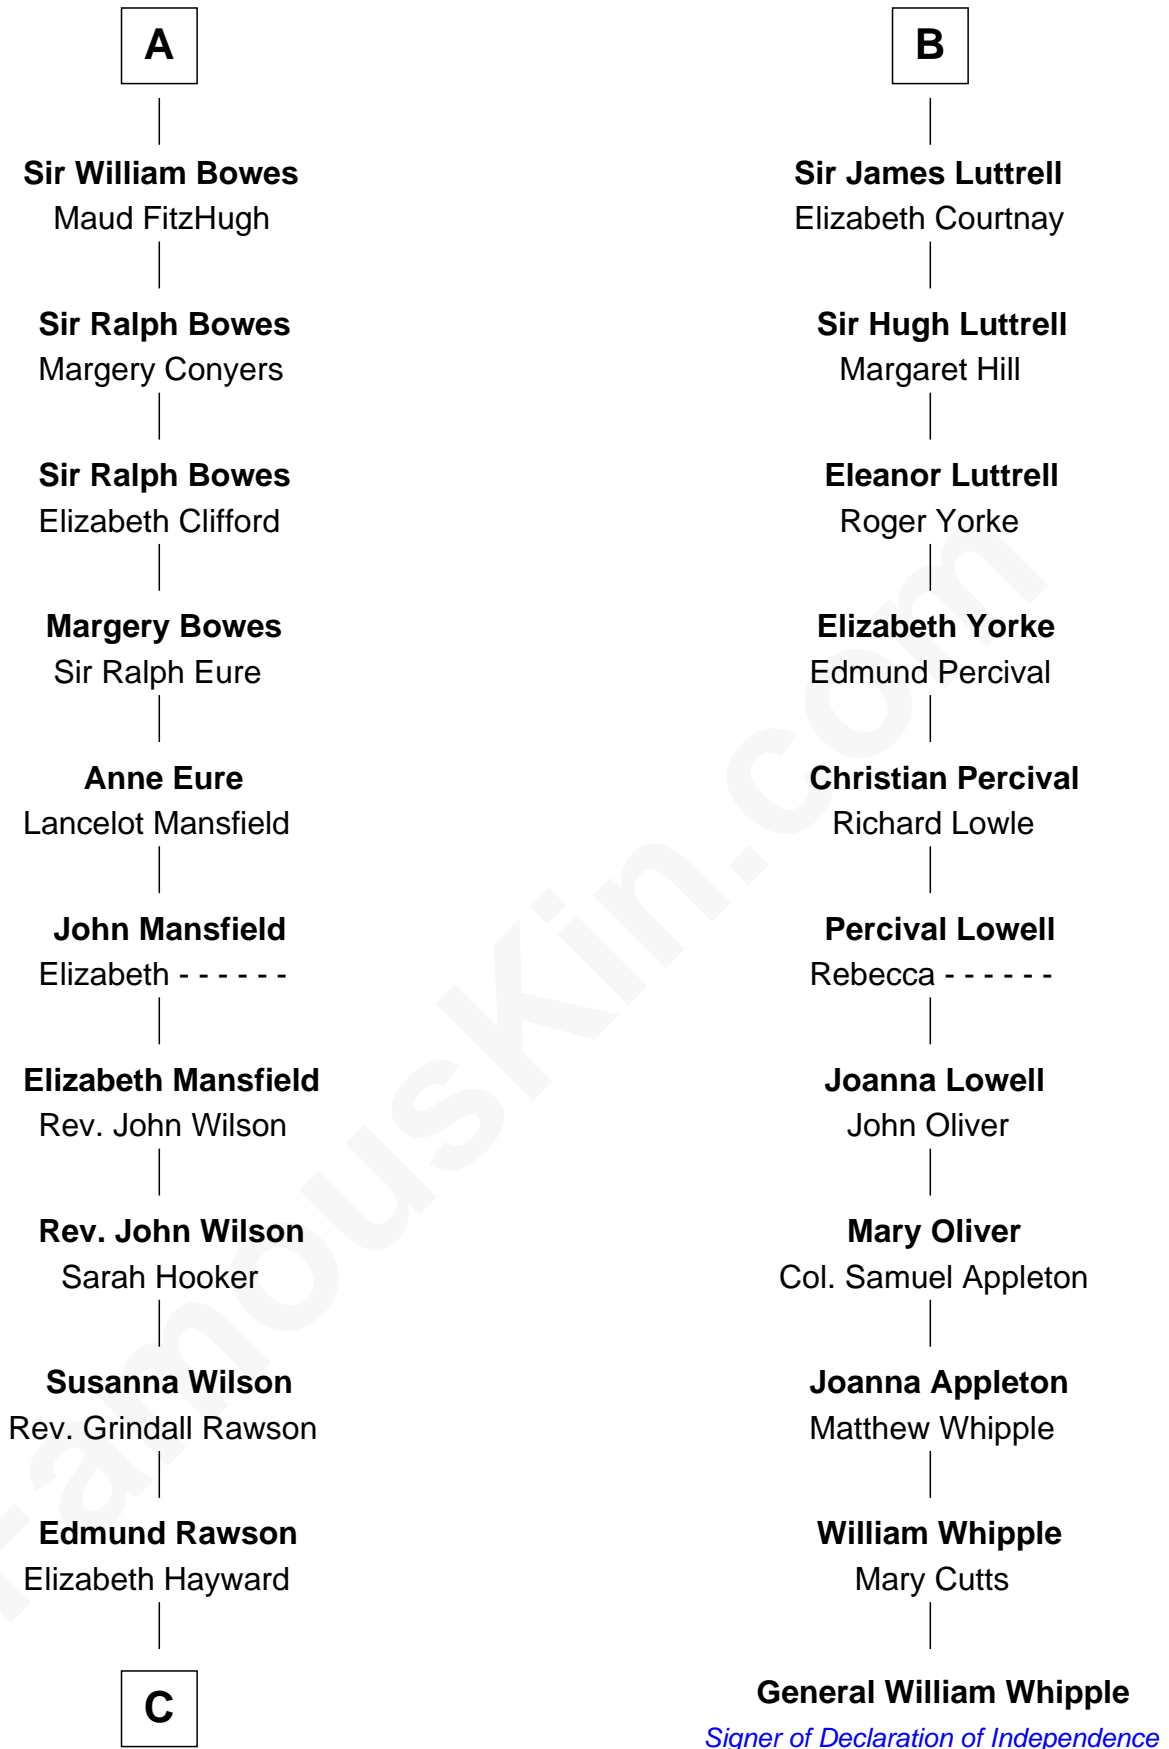 A
Sir William Bowes
Maud FitzHugh
Sir Ralph Bowes
Margery Conyers
Sir Ralph Bowes
Elizabeth Clifford
Margery Bowes
Sir Ralph Eure
Anne Eure
Lancelot Mansfield
John Mansfield
Elizabeth - - - - - -
Elizabeth Mansfield
Rev. John Wilson
Rev. John Wilson
Sarah Hooker
Susanna Wilson
Rev. Grindall Rawson
Edmund Rawson
Elizabeth Hayward
C
B
Sir James Luttrell
Elizabeth Courtnay
Sir Hugh Luttrell
Margaret Hill
Eleanor Luttrell
Roger Yorke
Elizabeth Yorke
Edmund Percival
Christian Percival
Richard Lowle
Percival Lowell
Rebecca - - - - - -
Joanna Lowell
John Oliver
Mary Oliver
Col. Samuel Appleton
Joanna Appleton
Matthew Whipple
William Whipple
Mary Cutts
General William Whipple
Signer of Declaration of Independence
FamousKin.com